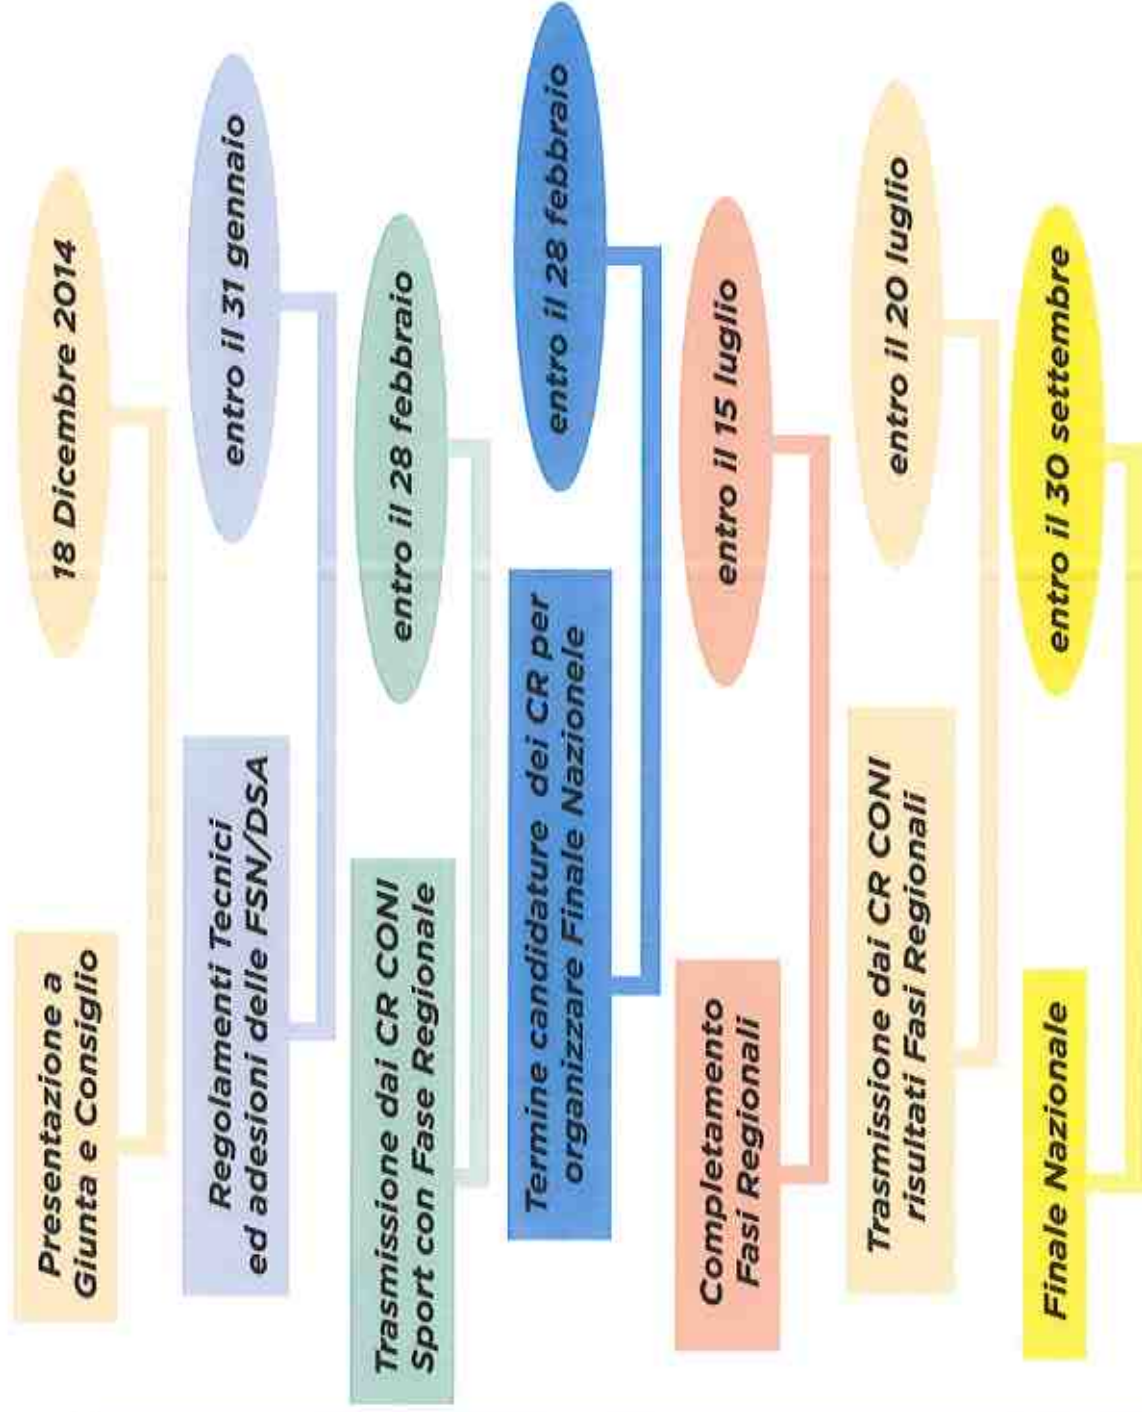 Presentazione a
Giunta e Consiglio
18 Dicembre 2014
Regolamenti Tecnici
ed adesioni delle FSN/DSA
entro il 31 gennaio
Trasmissione dai CR CONI
Sport con Fase Regionale
entro il 28 febbraio
Termine candidature dei CR per
organizzare Finale Nazionele
entro il 28 febbraio
Completamento
Fasi Regionali
entro il 15 luglio
Trasmissione dai CR CONI
risultati Fasi Regionali
entro il 20 luglio
Finale Nazionale
entro il 30 settembre